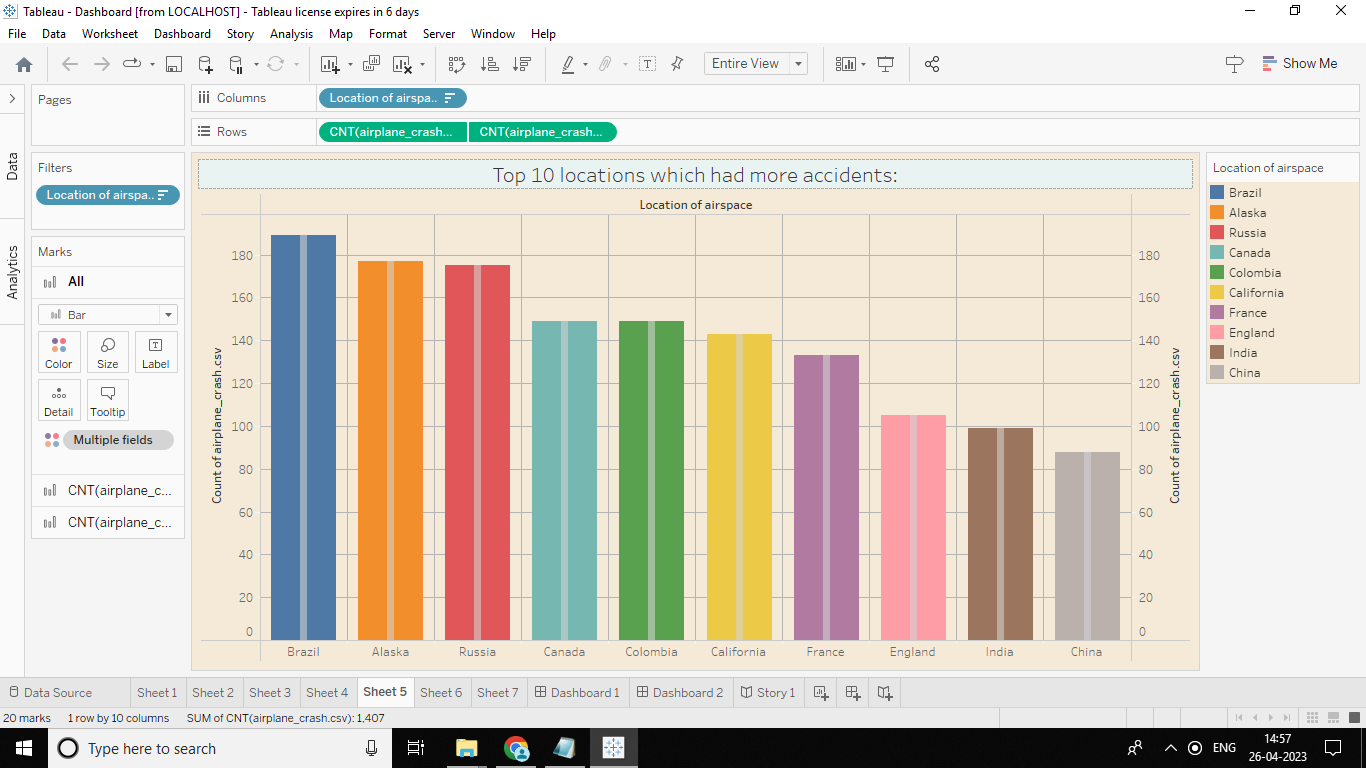 Tableau - Dashboard [from LOCALHOST] - Tableau license expires in 6 days
File Data Worksheet Dashboard Story Analysis Map Format Server Window Help
Entire View
Show Me
Pages
Columns
Location of airspa..
Rows
CNT(airplane_crash... CNT(airplane_crash...
Data
Analytics
Filters
Location of airspa..
Marks
All
Bar
Color Size Label
Detail Tooltip
Multiple fields
CNT(airplane_c...
CNT(airplane_c...
Top 10 locations which had more accidents:
Location of airspace
Count of airplane_crash.csv
180
160
140
120
100
80
60
40
20
0
180
160
140
120
100
80
60
40
20
0
Count of airplane_crash.csv
Brazil Alaska Russia Canada Colombia California France England India China
Location of airspace
Brazil
Alaska
Russia
Canada
Colombia
California
France
England
India
China
Data Source Sheet 1 Sheet 2 Sheet 3 Sheet 4 Sheet 5 Sheet 6 Sheet 7 Dashboard 1 Dashboard 2 Story 1
20 marks 1 row by 10 columns SUM of CNT(airplane_crash.csv): 1,407
Type here to search
ENG
14:57
26-04-2023